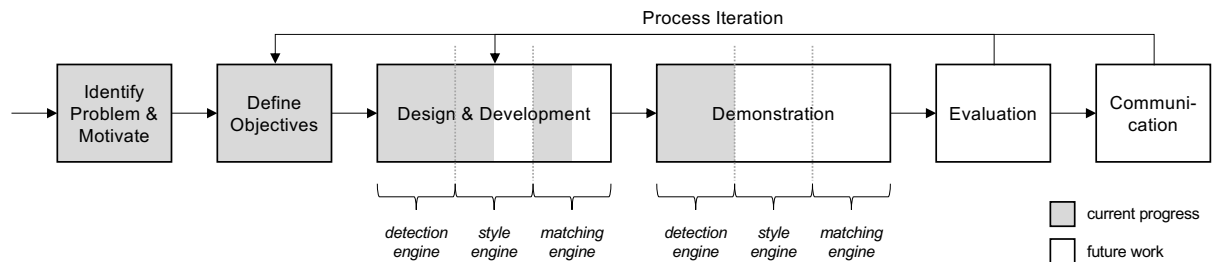 Process Iteration
Identify
Problem &
Motivate
Define
Objectives
Design & Development
Demonstration
Evaluation
Communi-
cation
detection
engine
style
engine
matching
engine
detection
engine
style
engine
matching
engine
current progress
future work